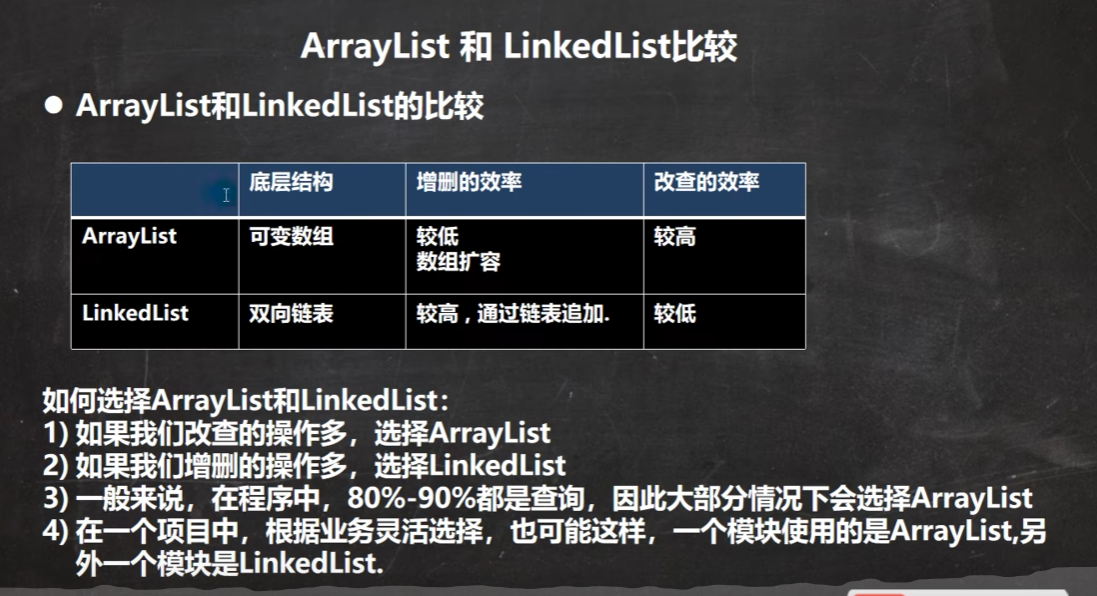 ArrayList 和 LinkedList比较
● ArrayList和LinkedList的比较
底层结构 增删的效率 改查的效率
ArrayList 可变数组 较低 较高
数组扩容
LinkedList 双向链表 较高，通过链表追加. 较低
如何选择ArrayList和LinkedList：
1) 如果我们改查的操作多，选择ArrayList
2) 如果我们增删的操作多，选择LinkedList
3) 一般来说，在程序中，80%-90%都是查询，因此大部分情况下会选择ArrayList
4) 在一个项目中，根据业务灵活选择，也可能这样，一个模块使用的是ArrayList,另
外一个模块是LinkedList.